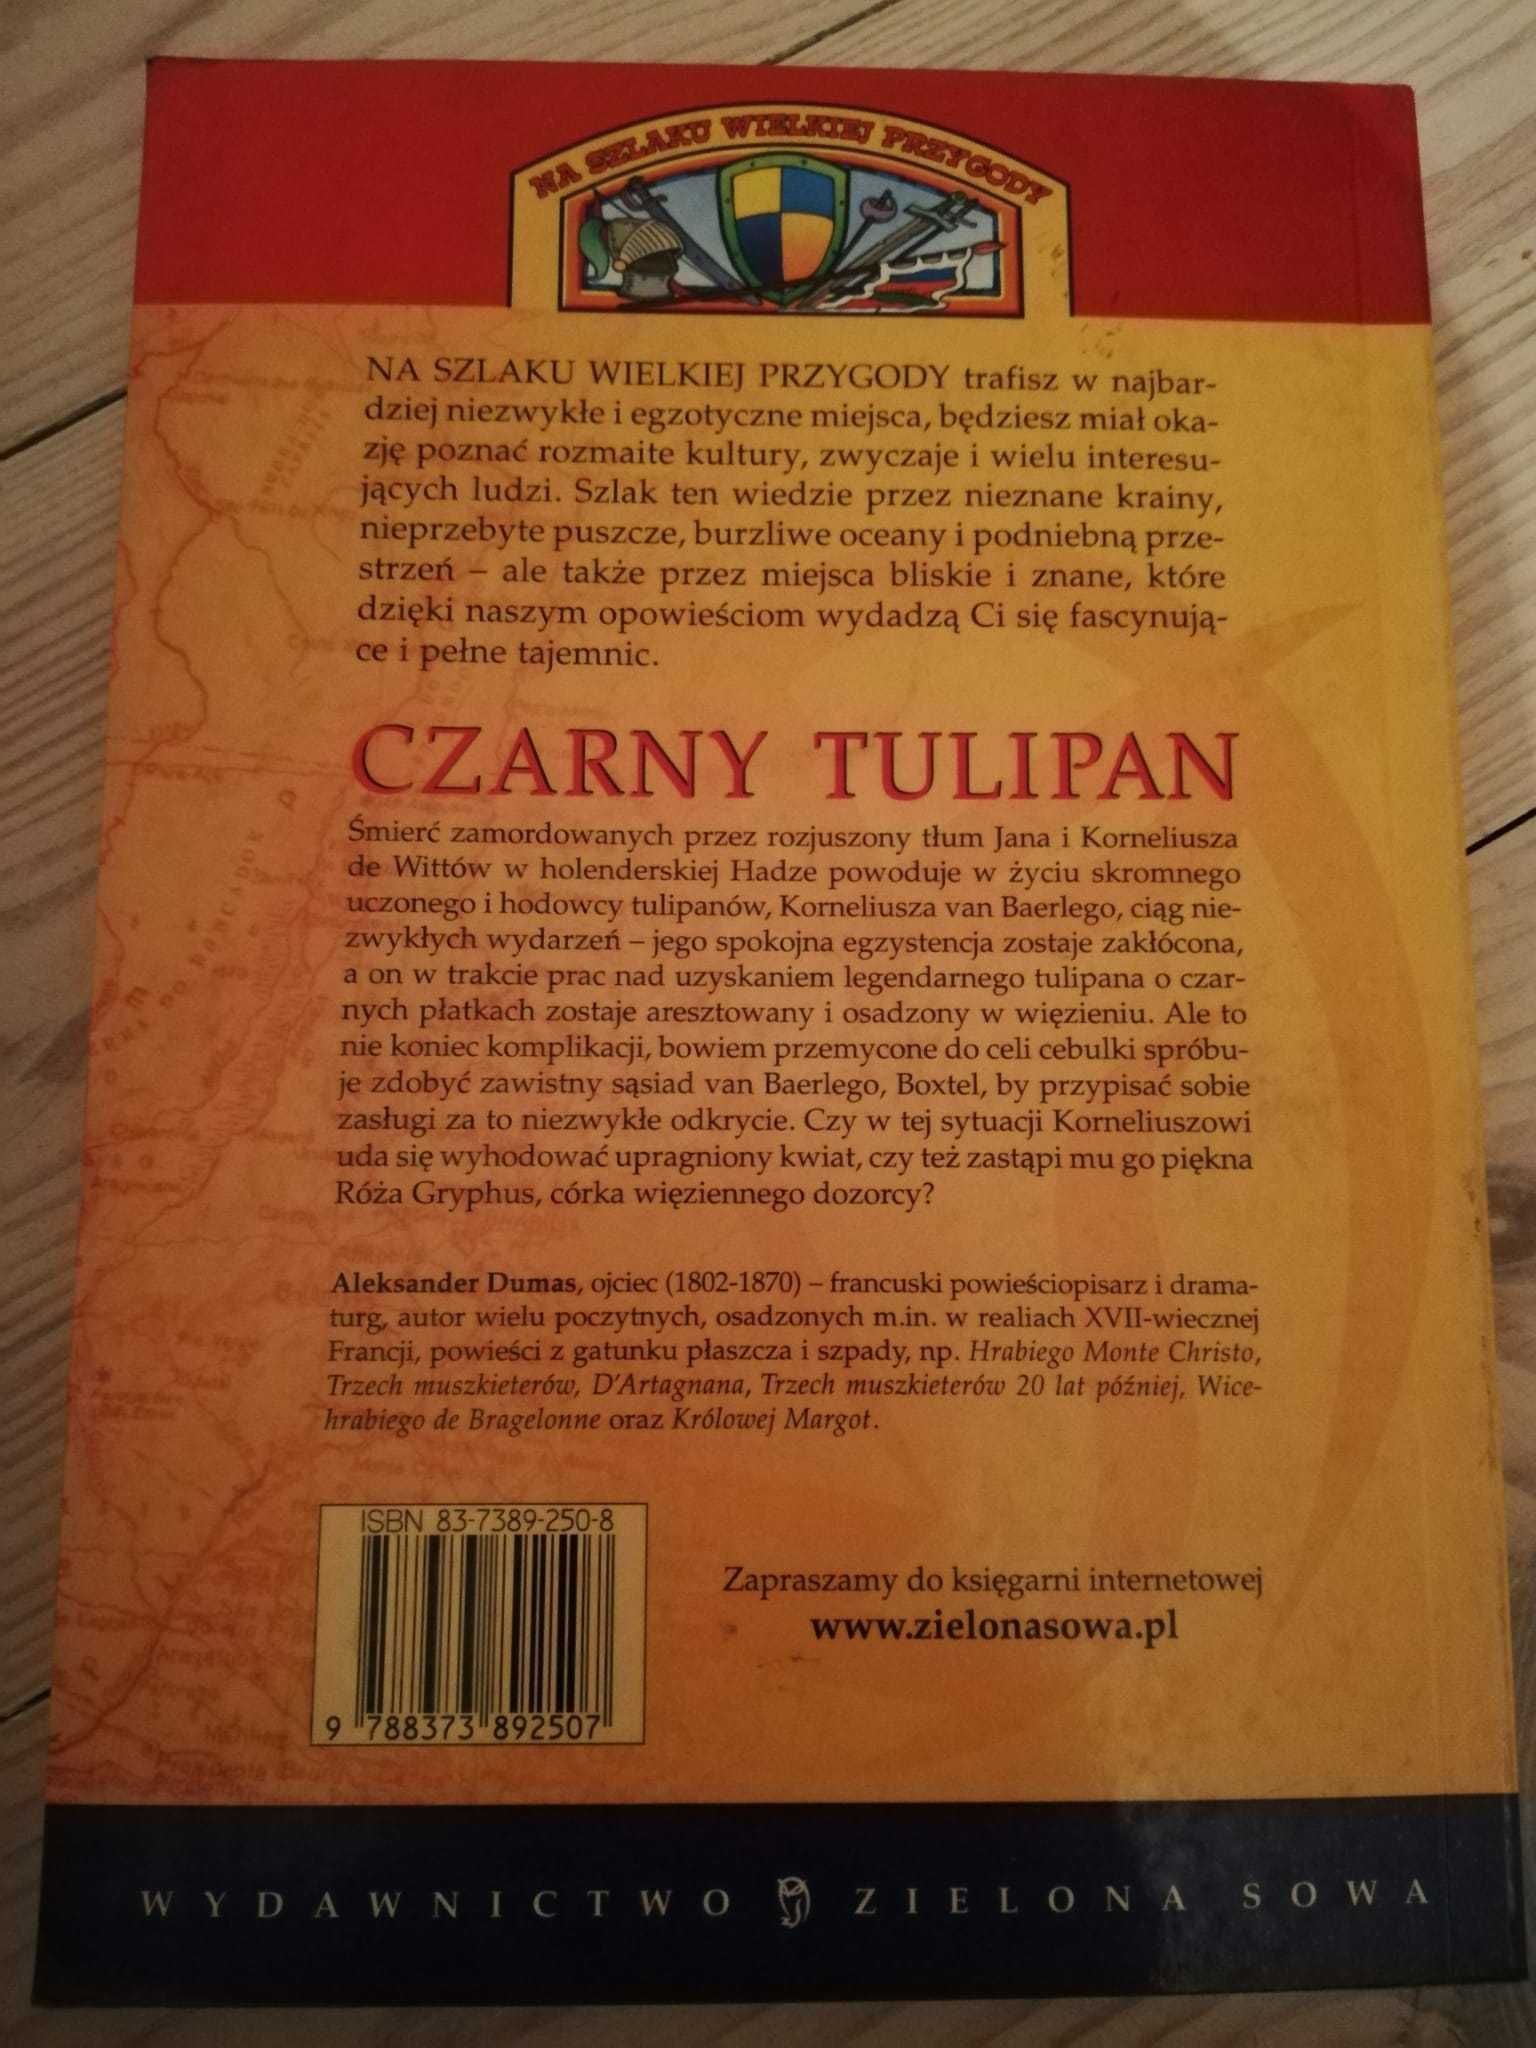 NA SZLAKU WIELKIEJ PRZYGODY
NA SZLAKU WIELKIEJ PRZYGODY trafisz w najbar-
dziej niezwykłe i egzotyczne miejsca, będziesz miał oka-
zję poznać rozmaite kultury, zwyczaje i wielu interesu-
jących ludzi. Szlak ten wiedzie przez nieznane krainy,
nieprzebyte puszcze, burzliwe oceany i podniebną prze-
strzeń – ale także przez miejsca bliskie i znane, które
dzięki naszym opowieściom wydadzą Ci się fascynują-
ce i pełne tajemnic.
CZARNY TULIPAN
Śmierć zamordowanych przez rozjuszony tłum Jana i Korneliusza
de Wittów w holenderskiej Hadze powoduje w życiu skromnego
uczonego i hodowcy tulipanów, Korneliusza van Baerlego, ciąg nie-
zwykłych wydarzeń – jego spokojna egzystencja zostaje zakłócona,
a on w trakcie prac nad uzyskaniem legendarnego tulipana o czar-
nych płatkach zostaje aresztowany i osadzony w więzieniu. Ale to
nie koniec komplikacji, bowiem przemycone do celi cebulki spróbu-
je zdobyć zawistny sąsiad van Baerlego, Boxtel, by przypisać sobie
zasługi za to niezwykłe odkrycie. Czy w tej sytuacji Korneliuszowi
uda się wyhodować upragniony kwiat, czy też zastąpi mu go piękna
Róża Gryphus, córka więziennego dozorcy?
Aleksander Dumas, ojciec (1802-1870) – francuski powieściopisarz i drama-
turg, autor wielu poczytnych, osadzonych m.in. w realiach XVII-wiecznej
Francji, powieści z gatunku płaszcza i szpady, np. Hrabiego Monte Christo,
Trzech muszkieterów, D'Artagnana, Trzech muszkieterów 20 lat później, Wice-
hrabiego de Bragelonne oraz Królowej Margot.
ISBN 83-7389-250-8
9 788373 892507
Zapraszamy do księgarni internetowej
www.zielonasowa.pl
WYDAWNICTWO ZIELONA SOWA